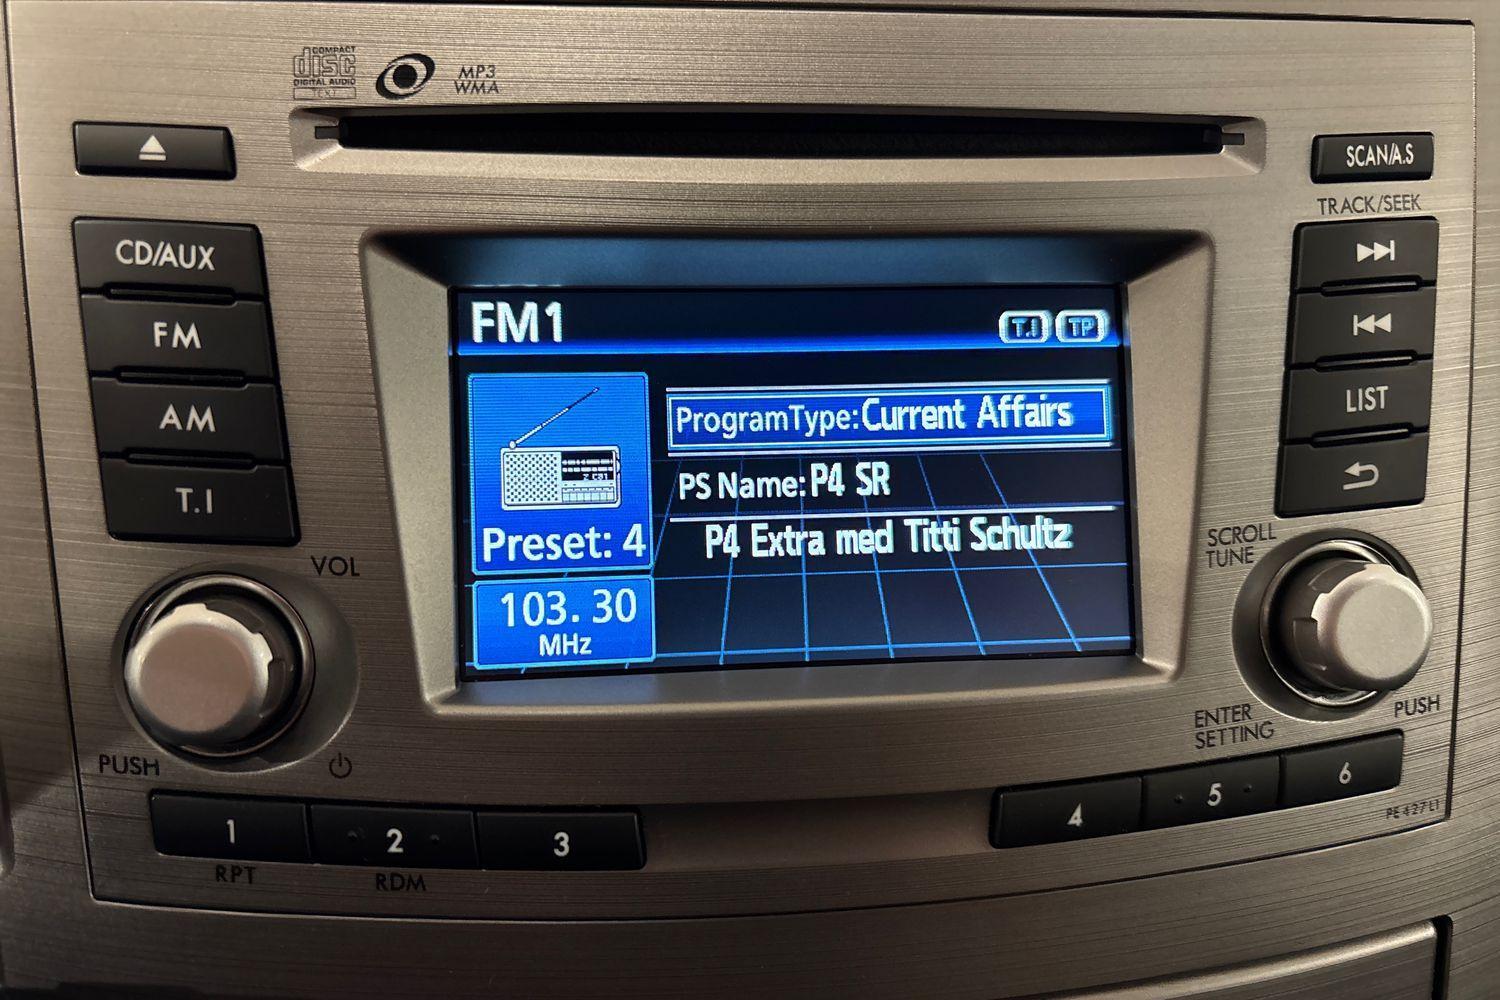 COMPACT
disc
DIGITAL AUDIO
TEXT
MP3
WMA
SCAN/A.S
TRACK/SEEK
CD/AUX
FM
AM
T.I
LIST
FM1
T.I TP
ProgramType:Current Affairs
PS Name:P4 SR
P4 Extra med Titti Schultz
Preset: 4
103.30
MHz
VOL
PUSH
SCROLL
TUNE
PUSH
ENTER
SETTING
1
2
3
4
5
6
RPT
RDM
PE427L1